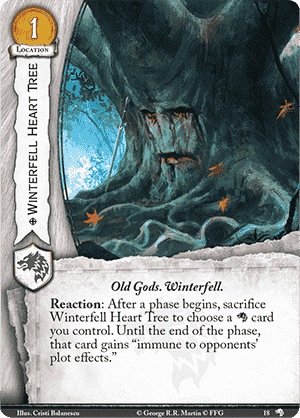 1
LOCATION
WINTERFELL HEART TREE
Old Gods. Winterfell.
Reaction: After a phase begins, sacrifice
Winterfell Heart Tree to choose a card
you control. Until the end of the phase,
that card gains “immune to opponents’
plot effects.”
Illus. Cristi Balanescu
© George R.R. Martin © FFG
18